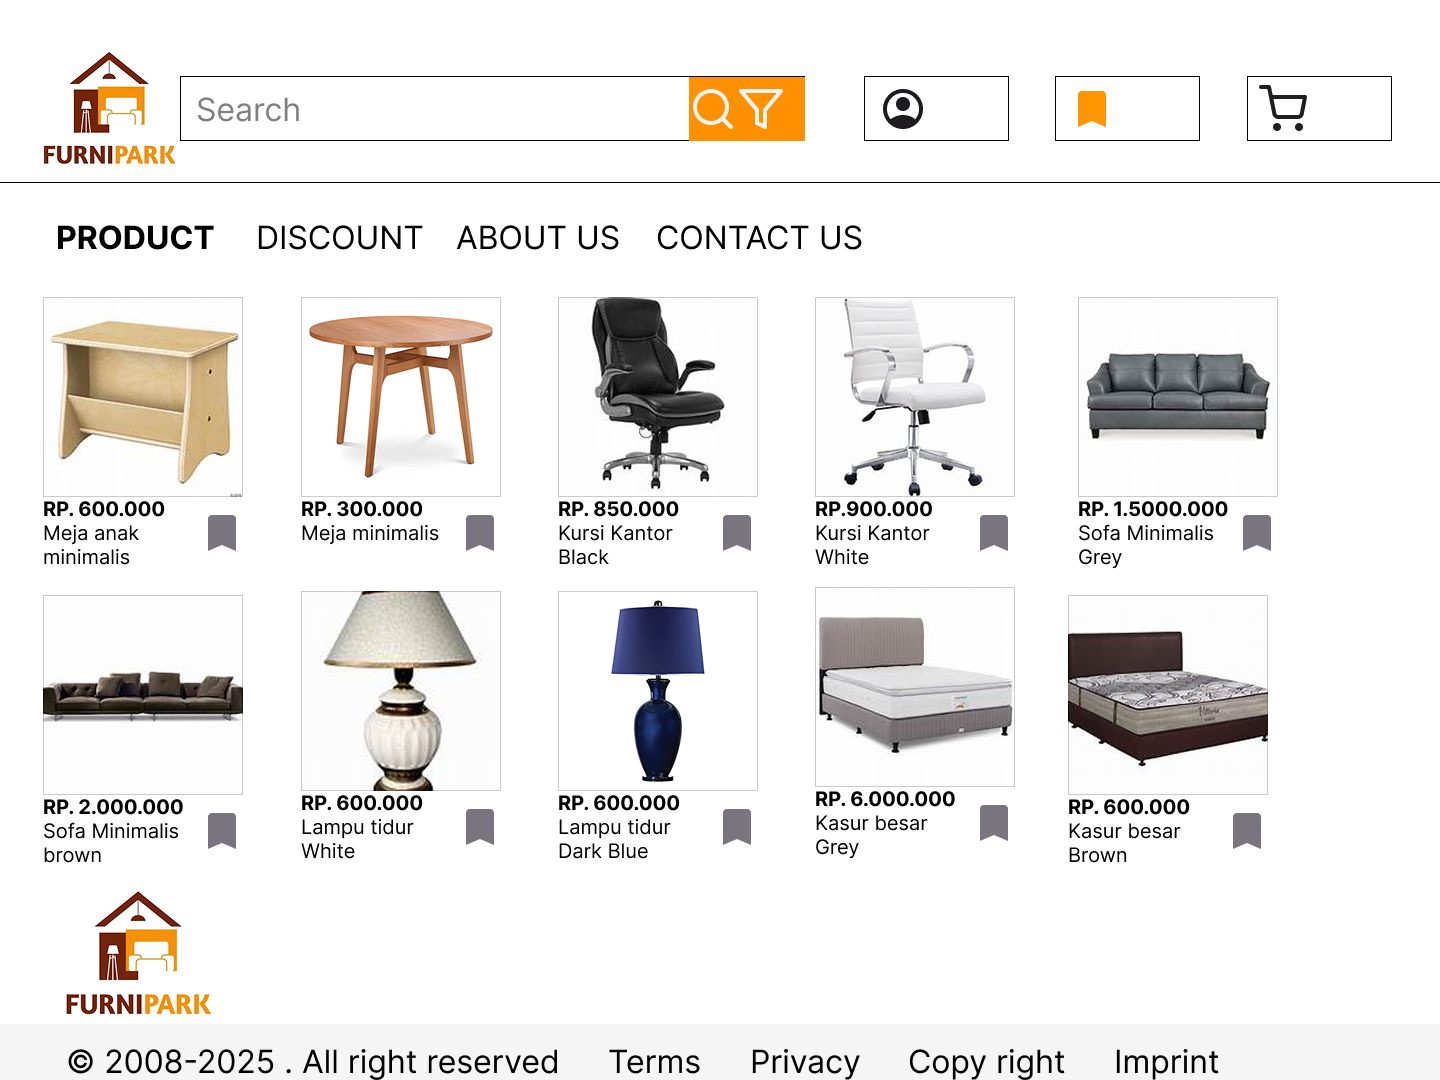 FURNIPARK
Search
PRODUCT DISCOUNT ABOUT US CONTACT US
RP. 600.000
Meja anak
minimalis
RP. 300.000
Meja minimalis
RP. 850.000
Kursi Kantor
Black
RP.900.000
Kursi Kantor
White
RP. 1.5000.000
Sofa Minimalis
Grey
RP. 2.000.000
Sofa Minimalis
brown
RP. 600.000
Lampu tidur
White
RP. 600.000
Lampu tidur
Dark Blue
RP. 6.000.000
Kasur besar
Grey
RP. 600.000
Kasur besar
Brown
FURNIPARK
© 2008-2025 . All right reserved Terms Privacy Copy right Imprint